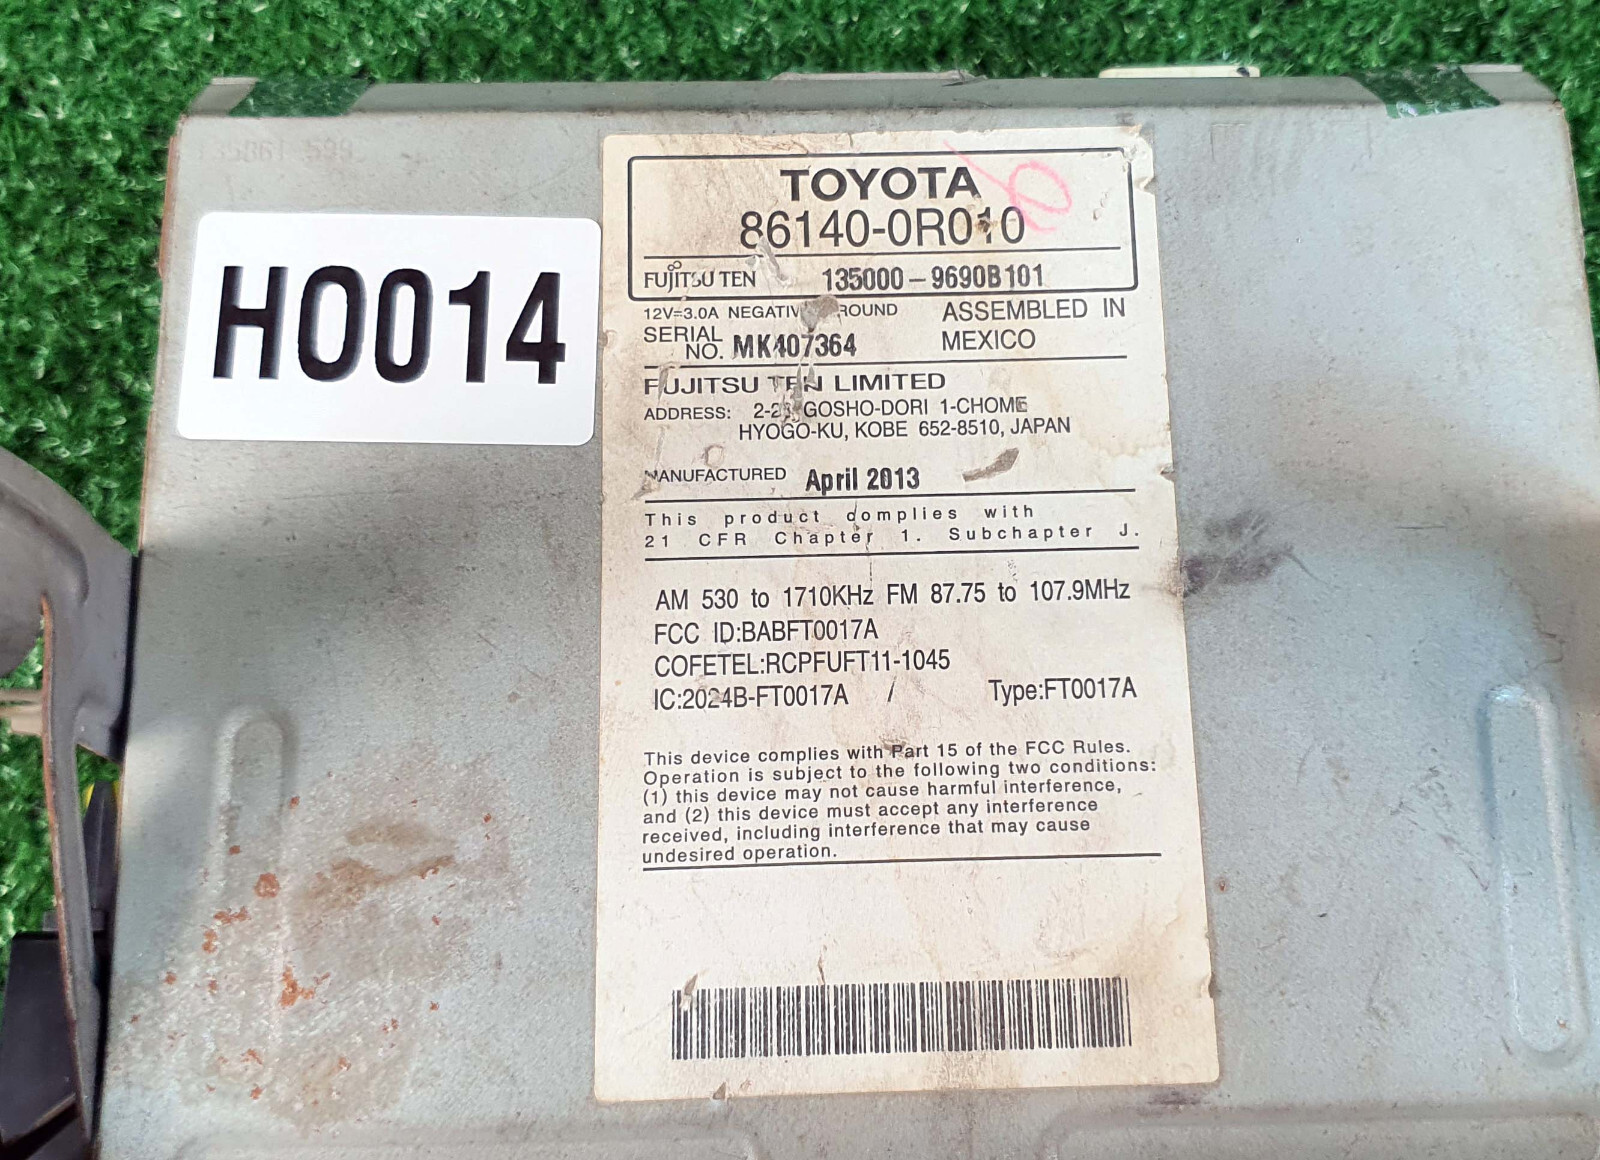 H0014
TOYOTA
86140-0R010
FUJITSU TEN 135000-9690B101
12V=3.0A NEGATIVE GROUND
ASSEMBLED IN
MEXICO
SERIAL
NO. MK407364
FUJITSU TEN LIMITED
ADDRESS: 2-28, GOSHO-DORI 1-CHOME
HYOGO-KU, KOBE 652-8510, JAPAN
MANUFACTURED April 2013
This product complies with
21 CFR Chapter 1. Subchapter J.
AM 530 to 1710KHz FM 87.75 to 107.9MHz
FCC ID:BABFT0017A
COFETEL:RCPFUFT11-1045
IC:2024B-FT0017A / Type:FT0017A
This device complies with Part 15 of the FCC Rules.
Operation is subject to the following two conditions:
(1) this device may not cause harmful interference,
and (2) this device must accept any interference
received, including interference that may cause
undesired operation.